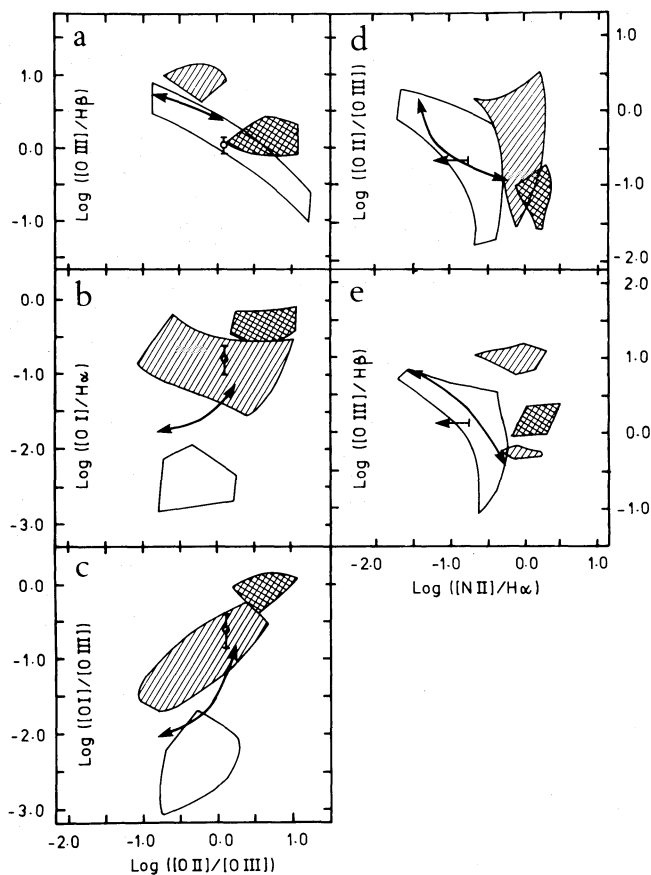 a
1.0
0.0
-1.0
Log ([O III]/Hβ)
b
0.0
-1.0
-2.0
-3.0
Log ([O I]/Hα)
c
0.0
-1.0
-2.0
-3.0
Log ([O I]/[O III])
-2.0 -1.0 0.0 1.0
Log ([O II]/[O III])
d
1.0
0.0
-1.0
-2.0
Log ([O II]/[O III])
e
2.0
1.0
0.0
-1.0
Log ([O III]/Hβ)
-2.0 -1.0 0.0 1.0
Log ([N II]/Hα)